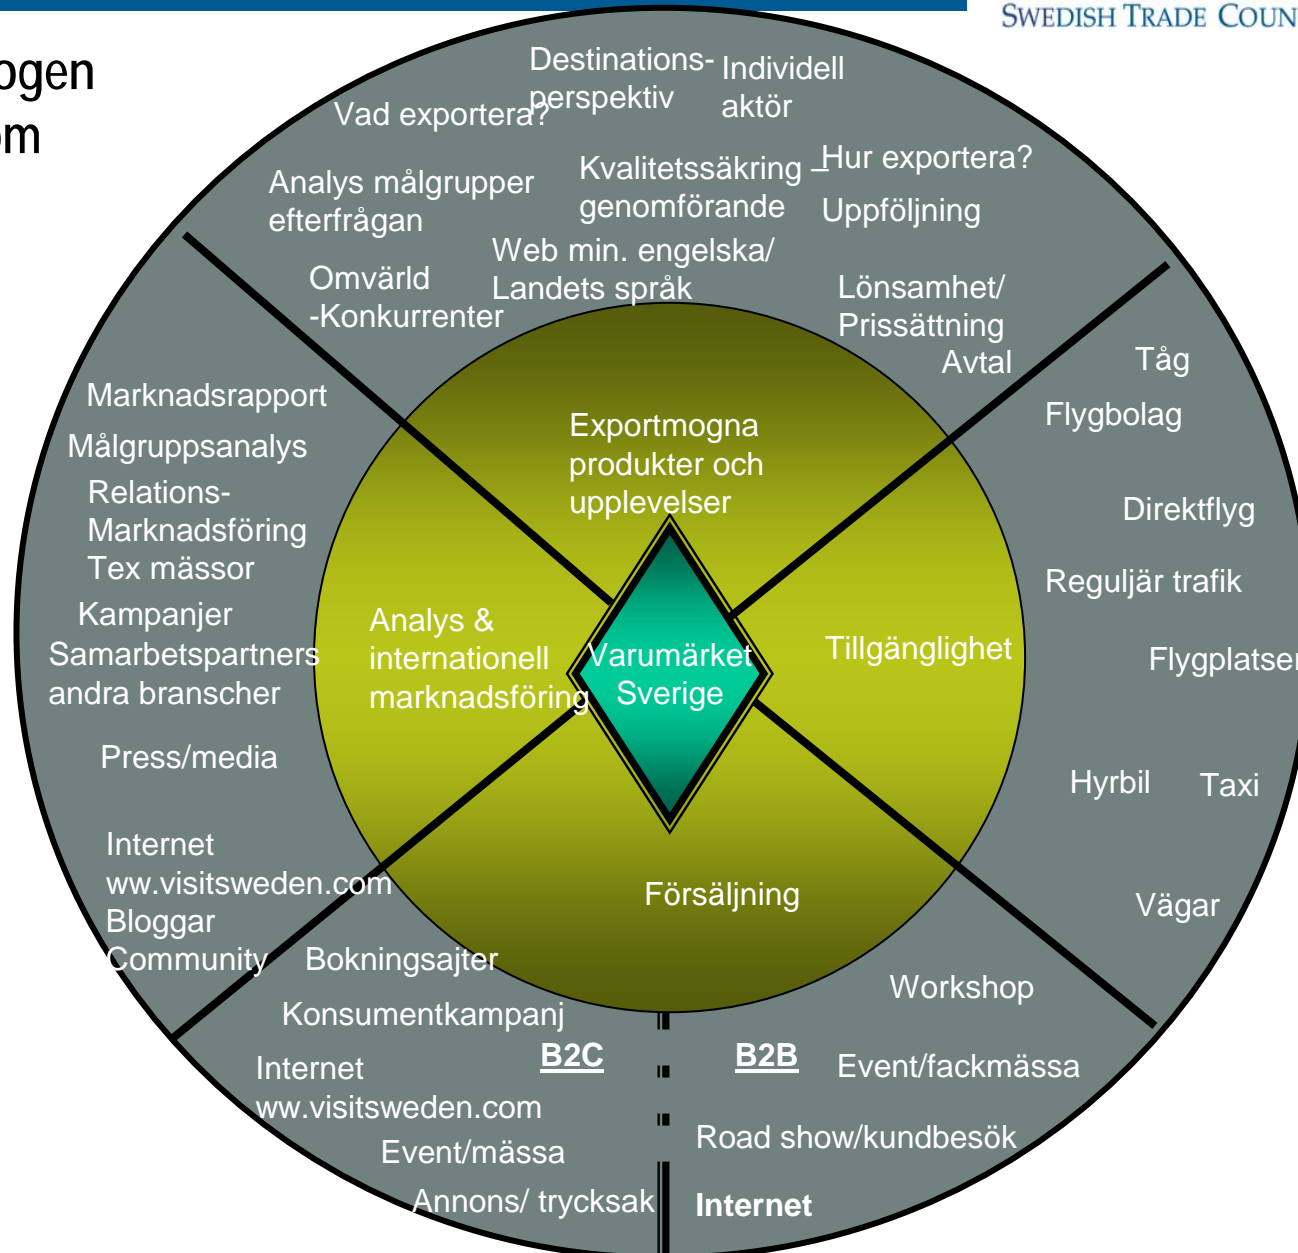 SWEDISH TRADE COUN
ogen
om
Destinations-
perspektiv
Individell
aktör
Vad exportera?
Kvalitetssäkring –
genomförande
Hur exportera?
Uppföljning
Analys målgrupper
efterfrågan
Web min. engelska/
Landets språk
Omvärld
-Konkurrenter
Lönsamhet/
Prissättning
Avtal
Tåg
Flygbolag
Direktflyg
Reguljär trafik
Flygplatser
Hyrbil
Taxi
Vägar
Marknadsrapport
Målgruppsanalys
Relations-
Marknadsföring
Tex mässor
Kampanjer
Samarbetspartners
andra branscher
Press/media
Internet
ww.visitsweden.com
Bloggar
Community
Exportmogna
produkter och
upplevelser
Analys &
internationell
marknadsföring
Varumärket
Sverige
Tillgänglighet
Försäljning
Bokningsajter
Konsumentkampanj
B2C
Internet
ww.visitsweden.com
Event/mässa
Annons/ trycksak
Workshop
B2B
Event/fackmässa
Road show/kundbesök
Internet